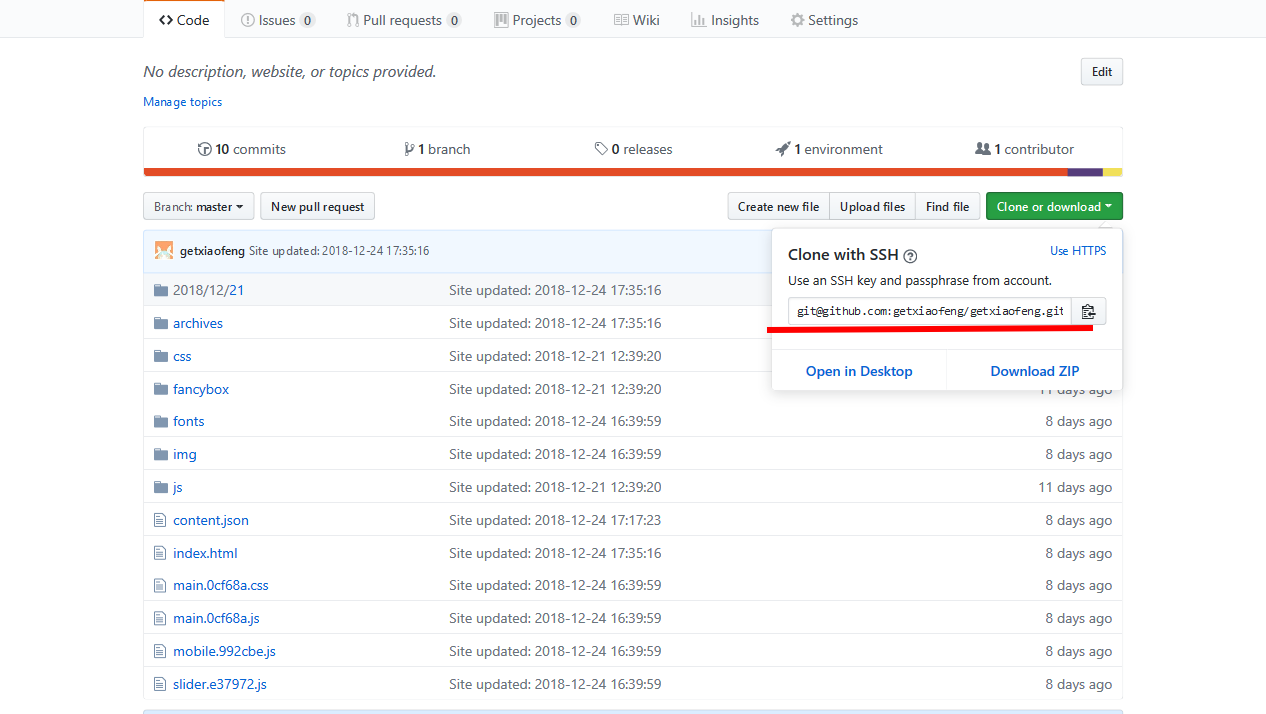 Code Issues 0 Pull requests 0 Projects 0 Wiki Insights Settings
No description, website, or topics provided. Edit
Manage topics
10 commits 1 branch 0 releases 1 environment 1 contributor
Branch: master New pull request Create new file Upload files Find file Clone or download
getxiaofeng Site updated: 2018-12-24 17:35:16
Clone with SSH Use HTTPS
Use an SSH key and passphrase from account.
git@github.com:getxiaofeng/getxiaofeng.git
Open in Desktop Download ZIP
2018/12/21 Site updated: 2018-12-24 17:35:16
archives Site updated: 2018-12-24 17:35:16
css Site updated: 2018-12-21 12:39:20
fancybox Site updated: 2018-12-21 12:39:20 11 days ago
fonts Site updated: 2018-12-24 16:39:59 8 days ago
img Site updated: 2018-12-24 16:39:59 8 days ago
js Site updated: 2018-12-21 12:39:20 11 days ago
content.json Site updated: 2018-12-24 17:17:23 8 days ago
index.html Site updated: 2018-12-24 17:35:16 8 days ago
main.0cf68a.css Site updated: 2018-12-24 16:39:59 8 days ago
main.0cf68a.js Site updated: 2018-12-24 16:39:59 8 days ago
mobile.992cbe.js Site updated: 2018-12-24 16:39:59 8 days ago
slider.e37972.js Site updated: 2018-12-24 16:39:59 8 days ago